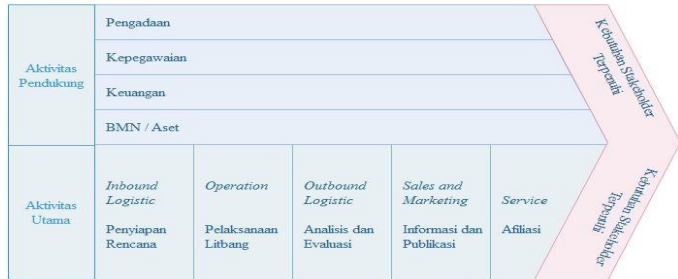 Aktivitas
Pendukung
Pengadaan
Kepegawaian
Keuangan
BMN / Aset
Kebutuhan Stakeholder
Terpenuhi
Aktivitas
Utama
Inbound
Logistic
Penyiapan
Rencana
Operation
Pelaksanaan
Litbang
Outbound
Logistic
Analisis dan
Evaluasi
Sales and
Marketing
Informasi dan
Publikasi
Service
Afiliasi
Kebutuhan Stakeholder
Terpenuhi